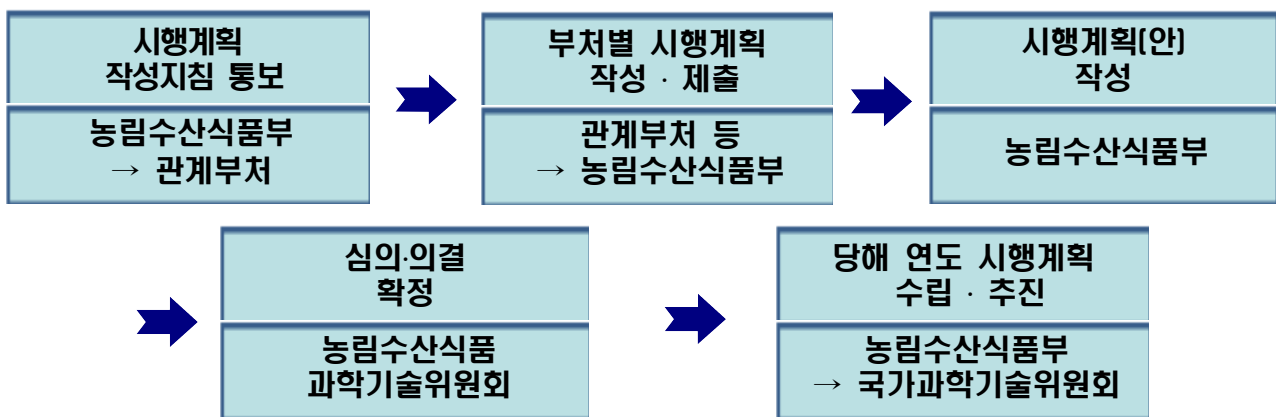 시행계획
작성지침 통보
농림수산식품부
→ 관계부처
부처별 시행계획
작성 · 제출
관계부처 등
→ 농림수산식품부
시행계획(안)
작성
농림수산식품부
심의·의결
확정
농림수산식품
과학기술위원회
당해 연도 시행계획
수립 · 추진
농림수산식품부
→ 국가과학기술위원회